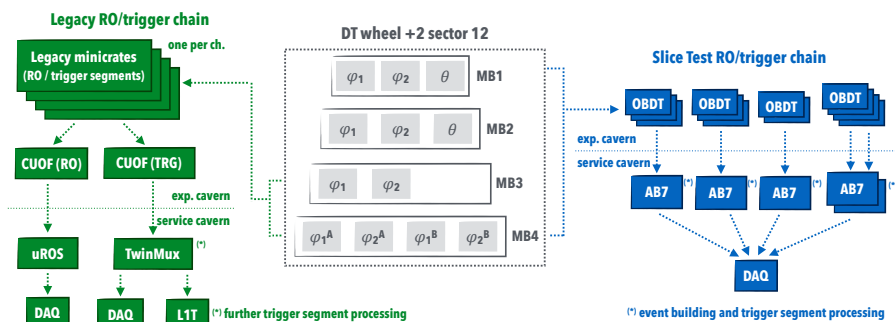 Legacy RO/trigger chain
one per ch.
Legacy minicrates
(RO / trigger segments)
CUOF (RO)
CUOF (TRG)
exp. cavern
service cavern
uROS
TwinMux
(*)
DAQ
DAQ
L1T
(*) further trigger segment processing
DT wheel +2 sector 12
φ1 φ2 θ MB1
φ1 φ2 θ MB2
φ1 φ2 MB3
φ1A φ2A φ1B φ2B MB4
Slice Test RO/trigger chain
OBDT OBDT OBDT OBDT
exp. cavern
service cavern
AB7 (*) AB7 (*) AB7 (*) AB7 (*)
DAQ
(*) event building and trigger segment processing